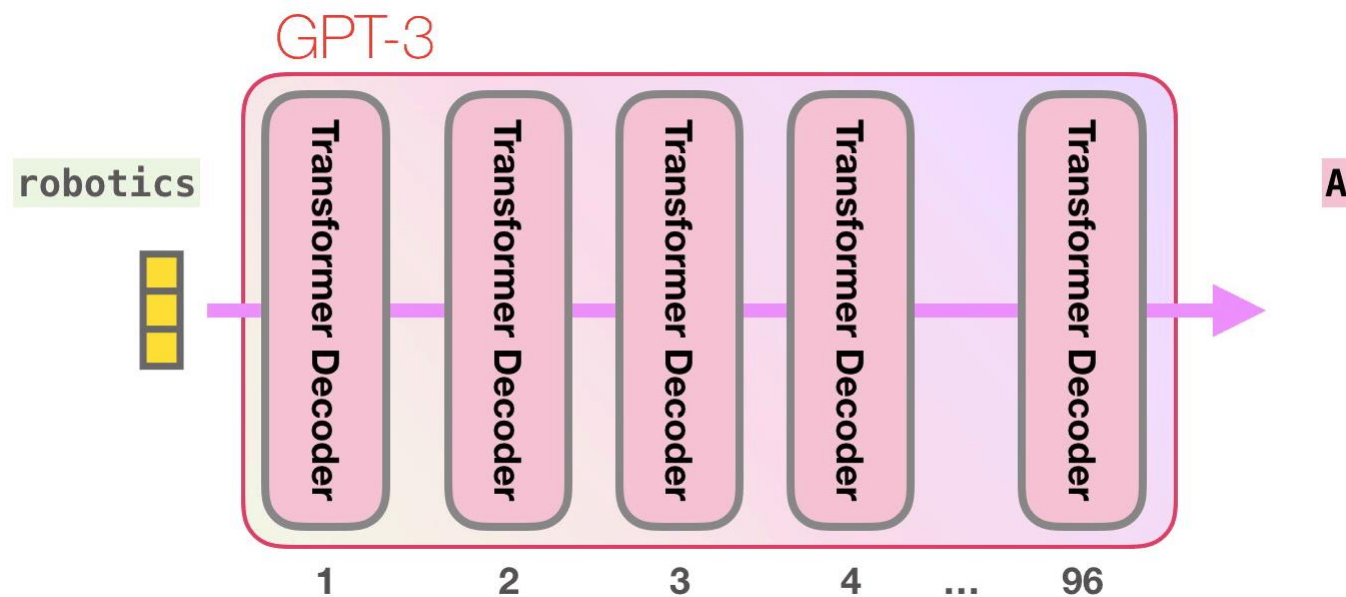 GPT-3
robotics
Transformer Decoder
Transformer Decoder
Transformer Decoder
Transformer Decoder
Transformer Decoder
A
1 2 3 4 ... 96